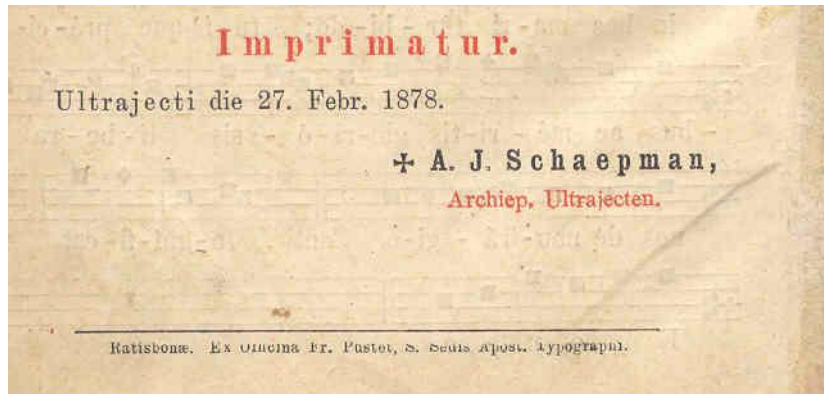 Imprimatur.
Ultrajecti die 27. Febr. 1878.
✠ A. J. Schaepman,
Archiep. Ultrajecten.
Ratisbonæ. Ex Officina Fr. Pustet, S. Sedis Apost. Typographi.